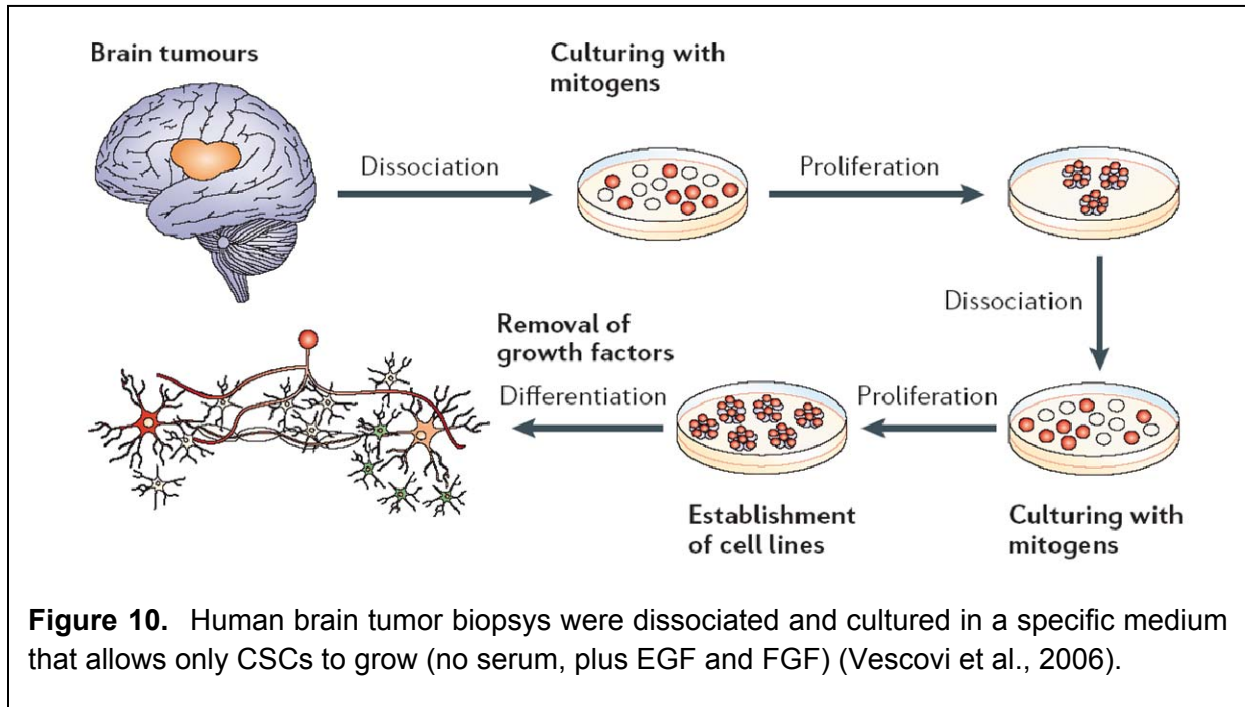 Brain tumours
Culturing with
mitogens
Dissociation
Proliferation
Dissociation
Removal of
growth factors
Differentiation
Proliferation
Establishment
of cell lines
Culturing with
mitogens
Figure 10. Human brain tumor biopsys were dissociated and cultured in a specific medium
that allows only CSCs to grow (no serum, plus EGF and FGF) (Vescovi et al., 2006).